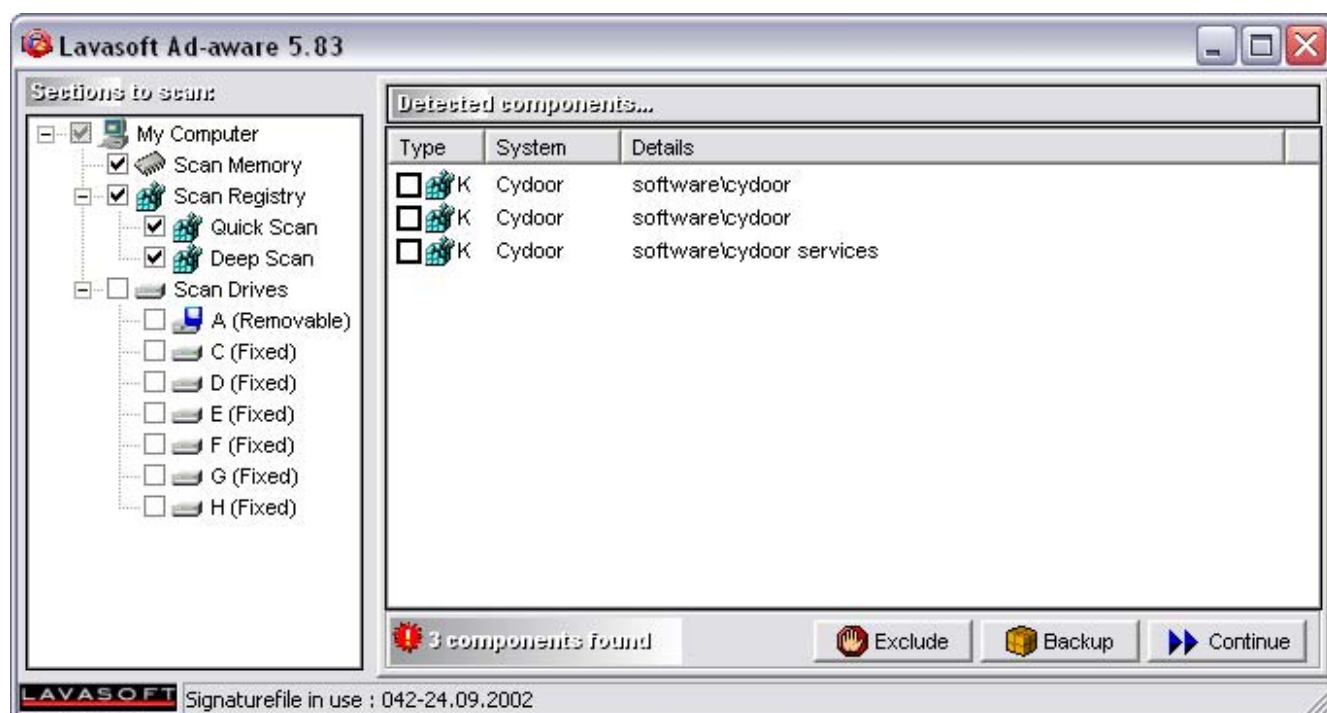 Lavasoft Ad-aware 5.83
Sections to scan:
My Computer
Scan Memory
Scan Registry
Quick Scan
Deep Scan
Scan Drives
A (Removable)
C (Fixed)
D (Fixed)
E (Fixed)
F (Fixed)
G (Fixed)
H (Fixed)
Detected components...
Type System Details
K Cydoor software\cydoor
K Cydoor software\cydoor
K Cydoor software\cydoor services
3 components found
Exclude Backup Continue
LAVASOFT Signaturefile in use : 042-24.09.2002